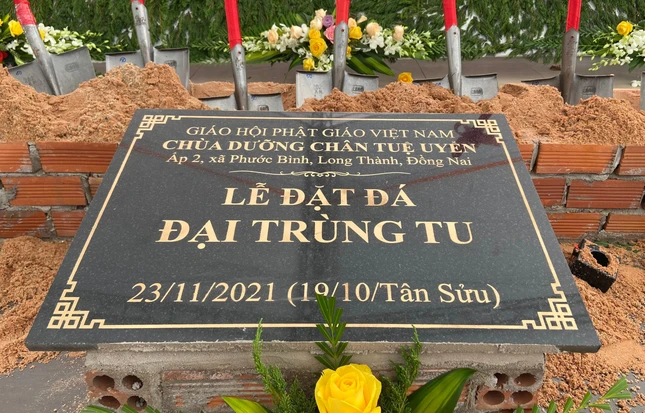 GIÁO HỘI PHẬT GIÁO VIỆT NAM
CHÙA DƯỠNG CHÂN TUỆ UYỂN
Ấp 2, xã Phước Bình, Long Thành, Đồng Nai
LỄ ĐẶT ĐÁ
ĐẠI TRÙNG TU
23/11/2021 (19/10/Tân Sửu)